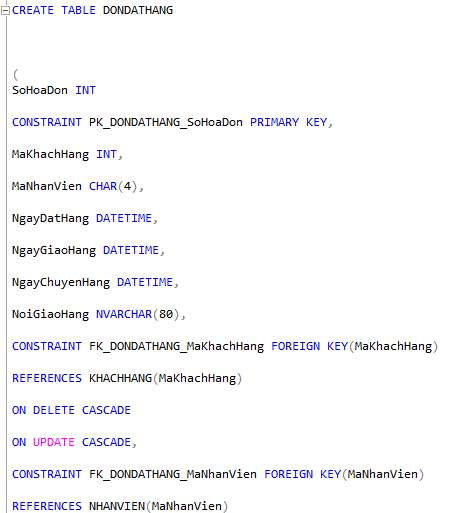 CREATE TABLE DONDATHANG
(
SoHoaDon INT
CONSTRAINT PK_DONDATHANG_SoHoaDon PRIMARY KEY,
MaKhachHang INT,
MaNhanVien CHAR(4),
NgayDatHang DATETIME,
NgayGiaoHang DATETIME,
NgayChuyenHang DATETIME,
NoiGiaoHang NVARCHAR(80),
CONSTRAINT FK_DONDATHANG_MaKhachHang FOREIGN KEY(MaKhachHang)
REFERENCES KHACHHANG(MaKhachHang)
ON DELETE CASCADE
ON UPDATE CASCADE,
CONSTRAINT FK_DONDATHANG_MaNhanVien FOREIGN KEY(MaNhanVien)
REFERENCES NHANVIEN(MaNhanVien)